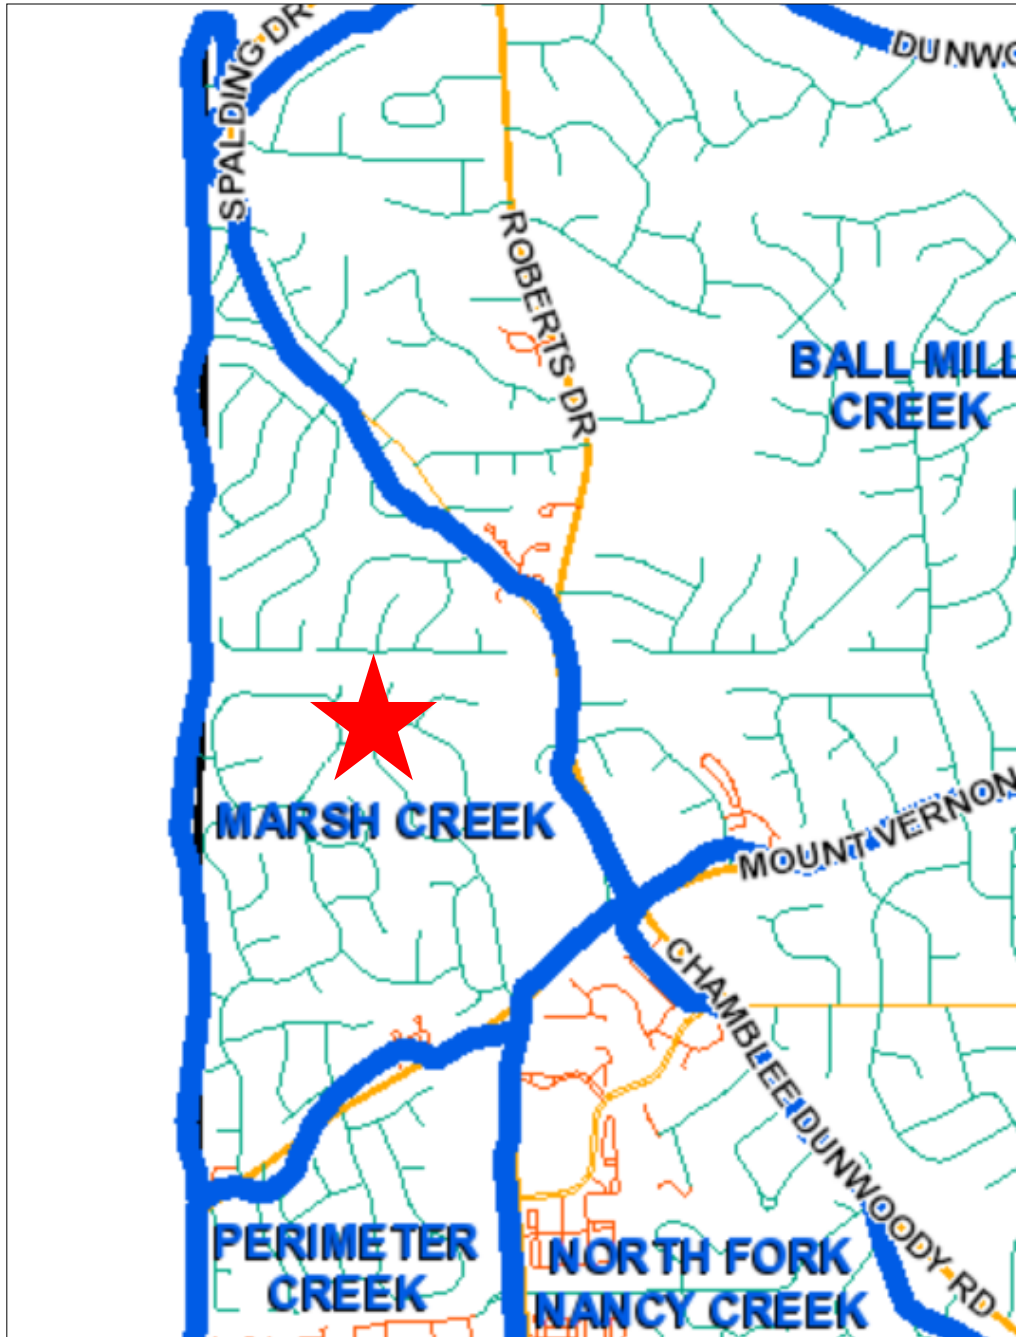 SPALDING DR
DUNWO
ROBERTS DR
BALL MILL
CREEK
MARSH CREEK
MOUNT VERNON
CHAMBLEE DUNWOODY RD
PERIMETER
CREEK
NORTH FORK
NANCY CREEK